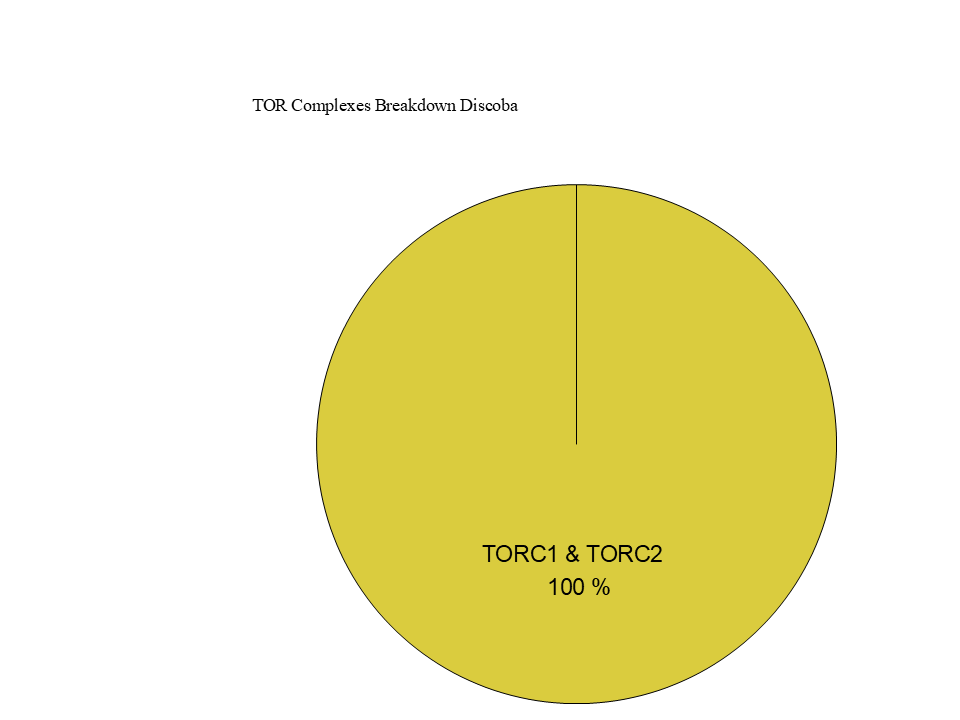 TOR Complexes Breakdown Discoba
TORC1 & TORC2
100 %